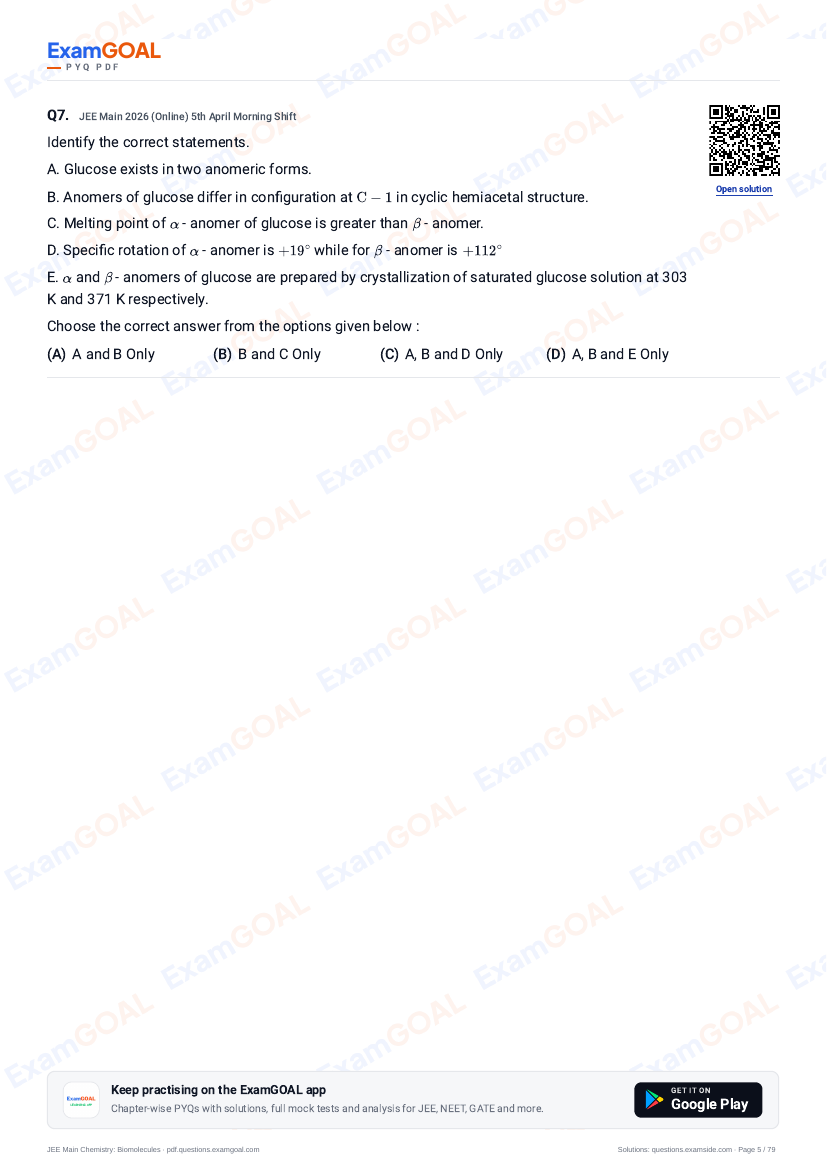 ExamGOAL
PYQ PDF
Q7. JEE Main 2026 (Online) 5th April Morning Shift
Identify the correct statements.
A. Glucose exists in two anomeric forms.
B. Anomers of glucose differ in configuration at C − 1 in cyclic hemiacetal structure.
Open solution
C. Melting point of α - anomer of glucose is greater than β - anomer.
D. Specific rotation of α - anomer is +19° while for β - anomer is +112°
E. α and β - anomers of glucose are prepared by crystallization of saturated glucose solution at 303
K and 371 K respectively.
Choose the correct answer from the options given below :
(A) A and B Only (B) B and C Only (C) A, B and D Only (D) A, B and E Only
ExamGOAL
Keep practising on the ExamGOAL app
Chapter-wise PYQs with solutions, full mock tests and analysis for JEE, NEET, GATE and more.
GET IT ON
Google Play
JEE Main Chemistry: Biomolecules · pdf.questions.examgoal.com
Solutions: questions.examside.com · Page 5 / 79